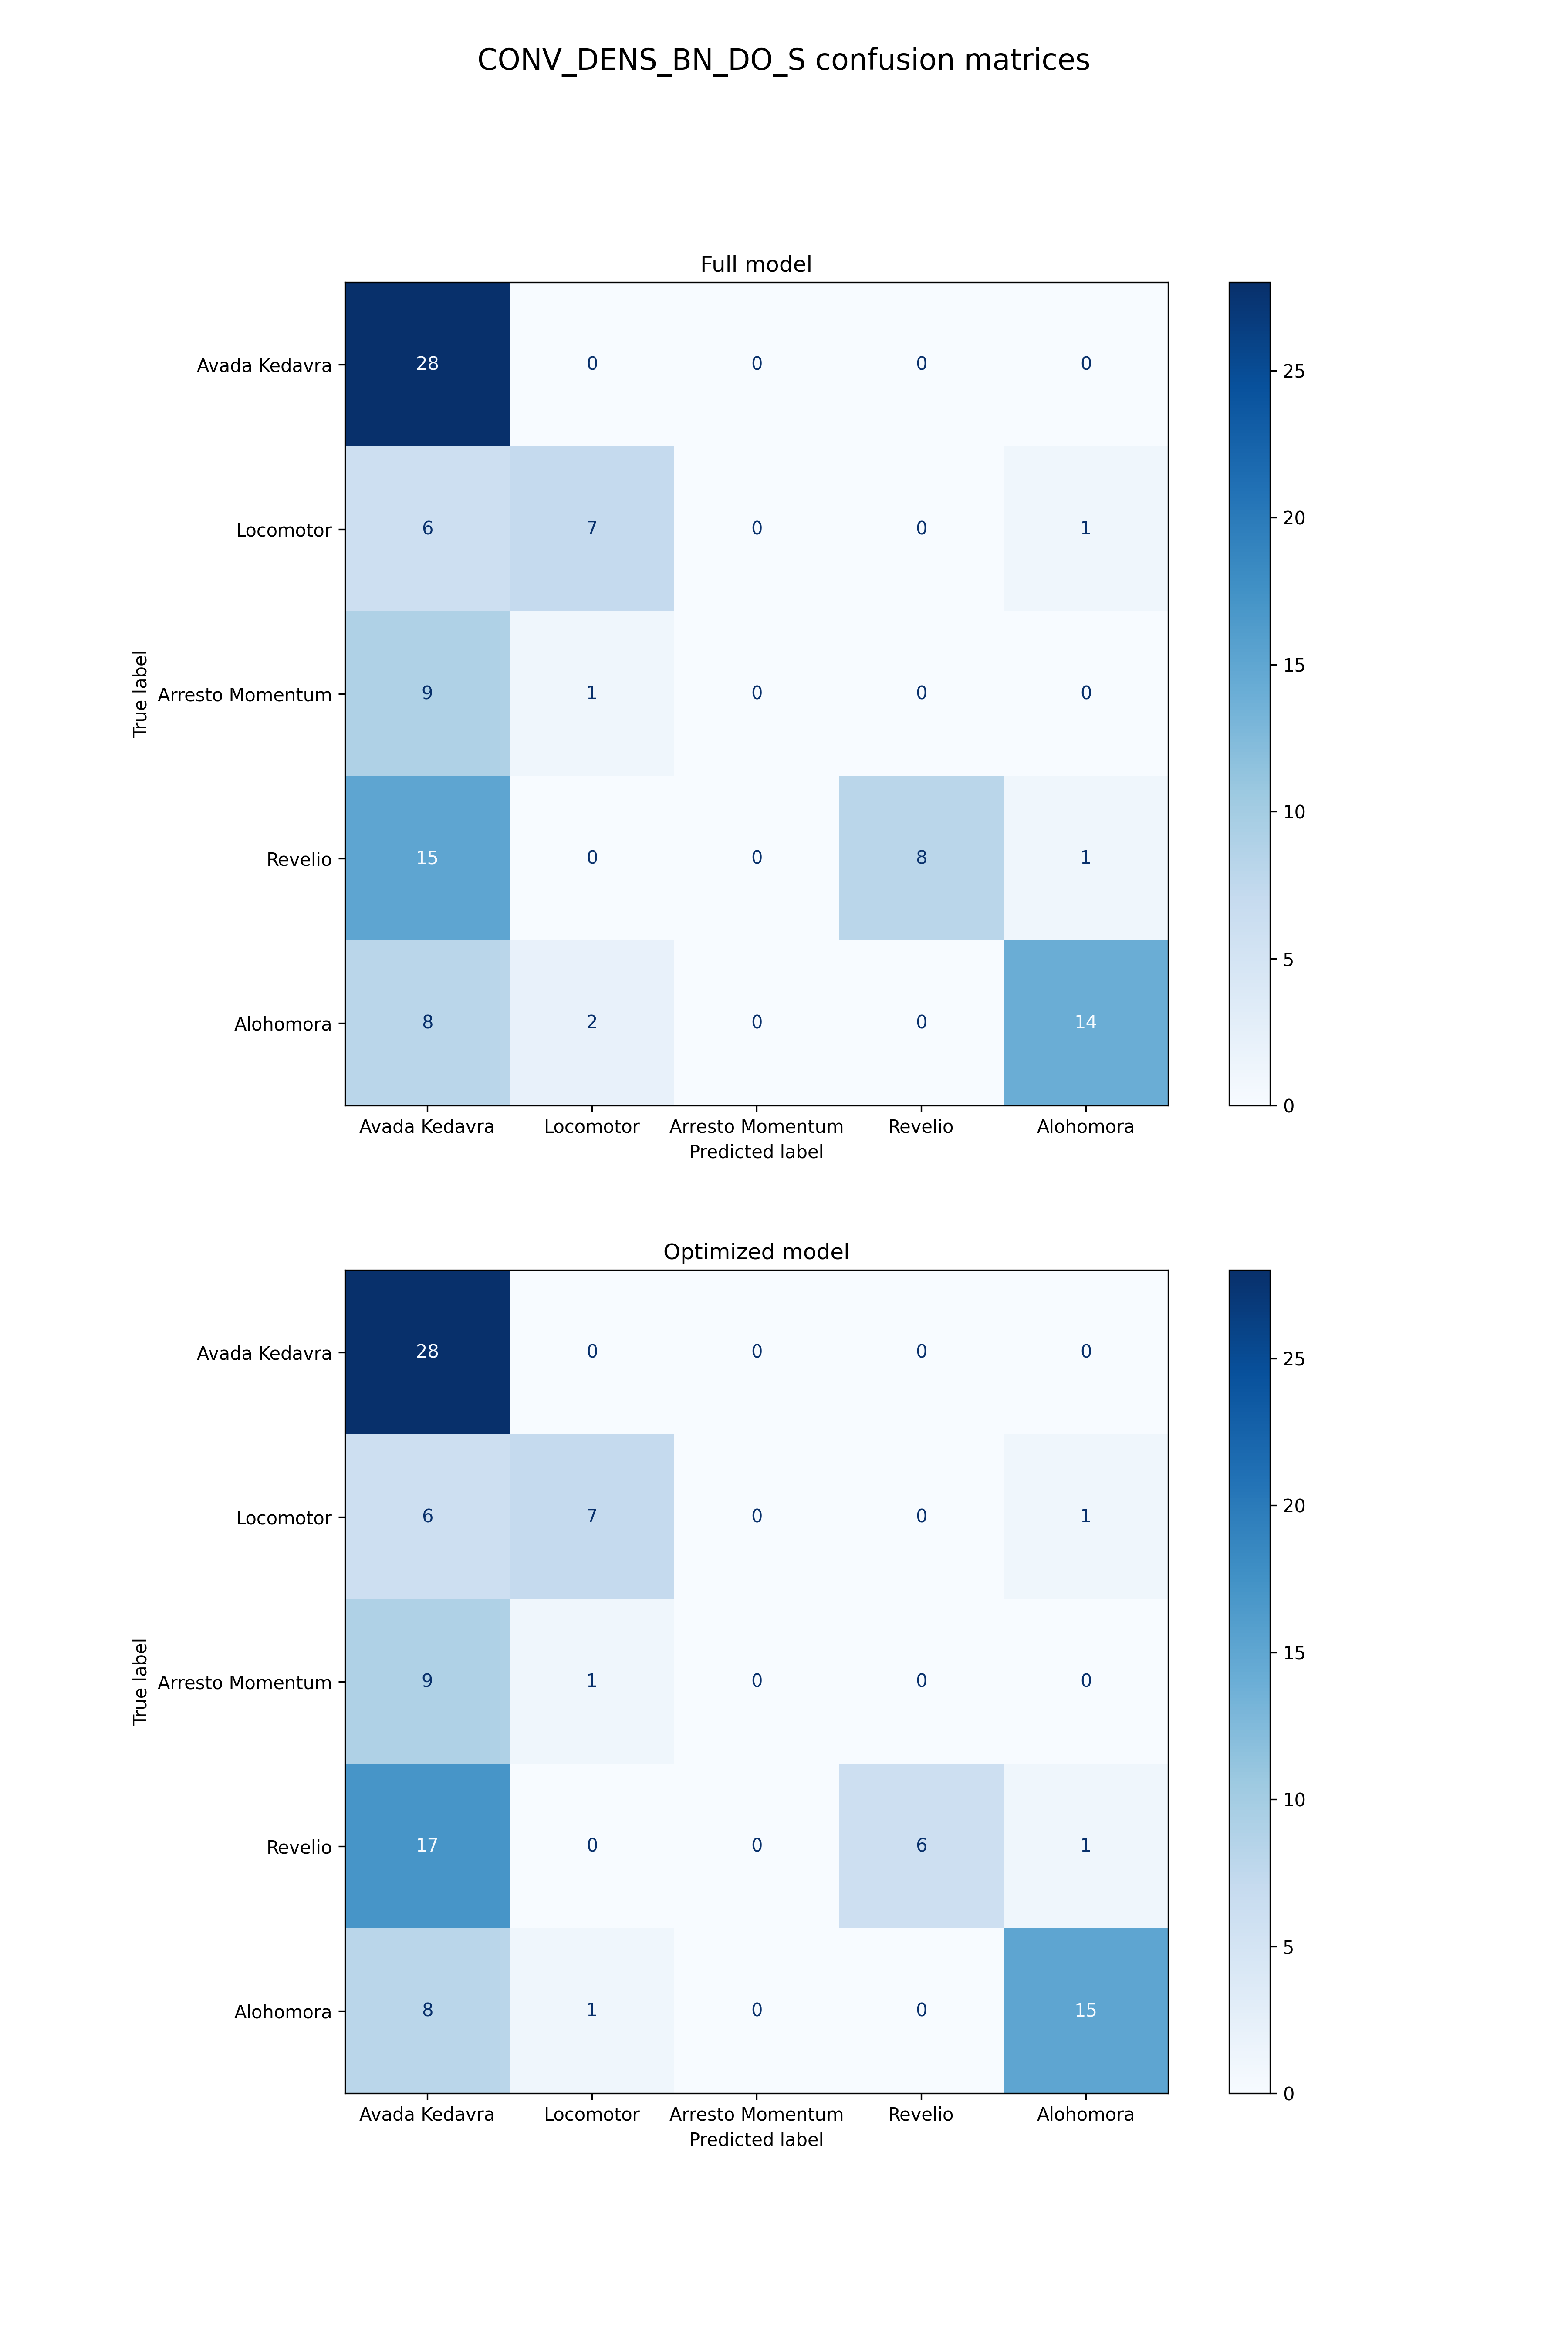 CONV_DENS_BN_DO_S confusion matrices
Full model
Avada Kedavra 28 0 0 0 0
Locomotor 6 7 0 0 1
Arresto Momentum 9 1 0 0 0
Revelio 15 0 0 8 1
Alohomora 8 2 0 0 14
True label
Avada Kedavra Locomotor Arresto Momentum Revelio Alohomora
Predicted label
25
20
15
10
5
0
Optimized model
Avada Kedavra 28 0 0 0 0
Locomotor 6 7 0 0 1
Arresto Momentum 9 1 0 0 0
Revelio 17 0 0 6 1
Alohomora 8 1 0 0 15
True label
Avada Kedavra Locomotor Arresto Momentum Revelio Alohomora
Predicted label
25
20
15
10
5
0